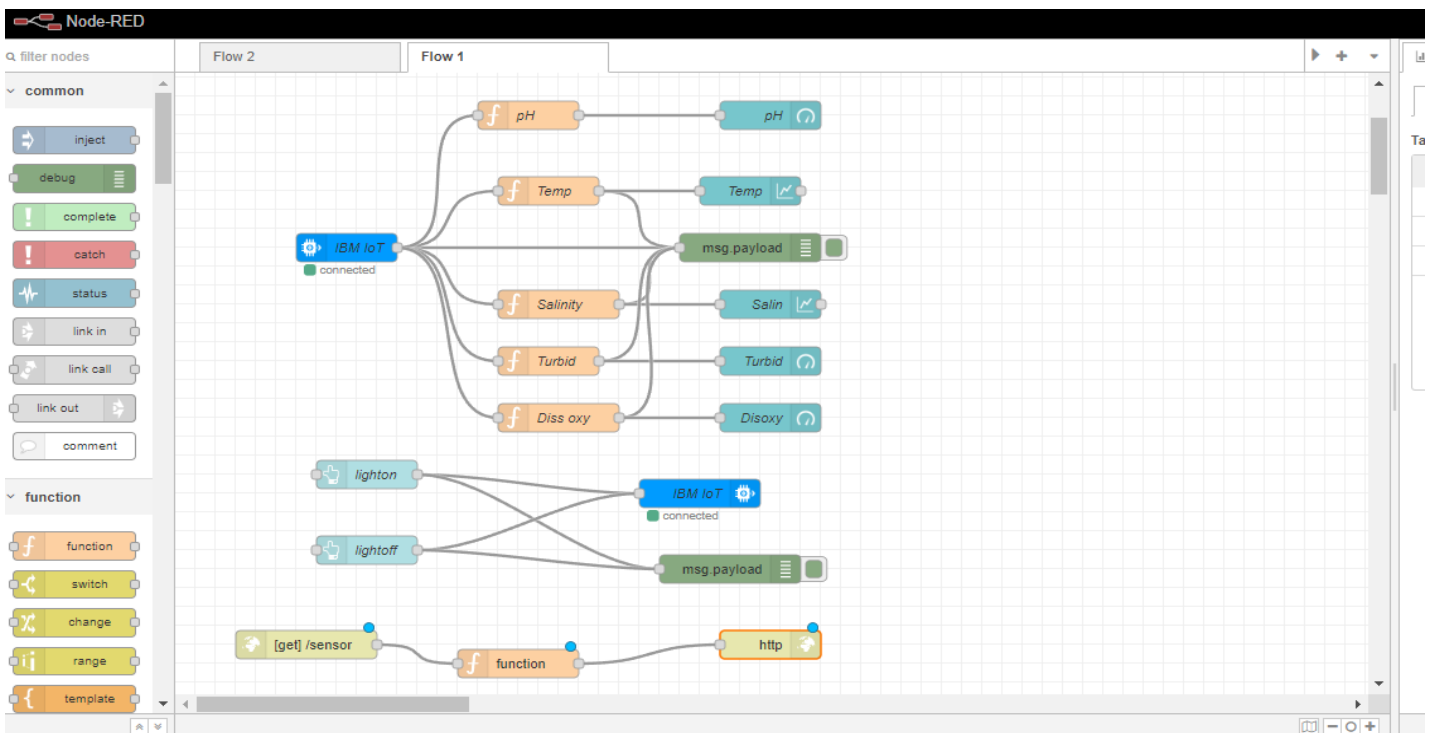 Node-RED
filter nodes
Flow 2
Flow 1
common
inject
debug
complete
catch
status
link in
link call
link out
comment
function
function
switch
change
range
template
pH
pH
Temp
Temp
IBM IoT
connected
msg.payload
Salinity
Salin
Turbid
Turbid
Diss oxy
Disoxy
lighton
IBM IoT
connected
lightoff
msg.payload
[get] /sensor
function
http
Ta